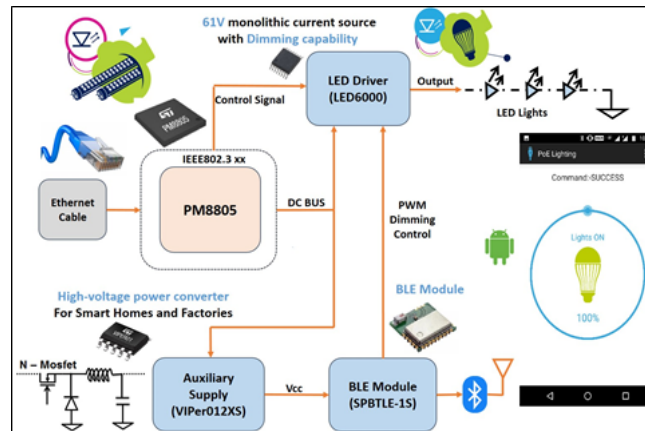 61V monolithic current source
with Dimming capability
LED Driver
(LED6000)
Output
LED Lights
Control Signal
PM8805
IEEE802.3 xx
PM8805
Ethernet
Cable
DC BUS
PWM
Dimming
Control
PoE Lighting
Command:-SUCCESS
Lights ON
100%
High-voltage power converter
For Smart Homes and Factories
BLE Module
N – Mosfet
Auxiliary
Supply
(VIPer012XS)
Vcc
BLE Module
(SPBTLE-1S)